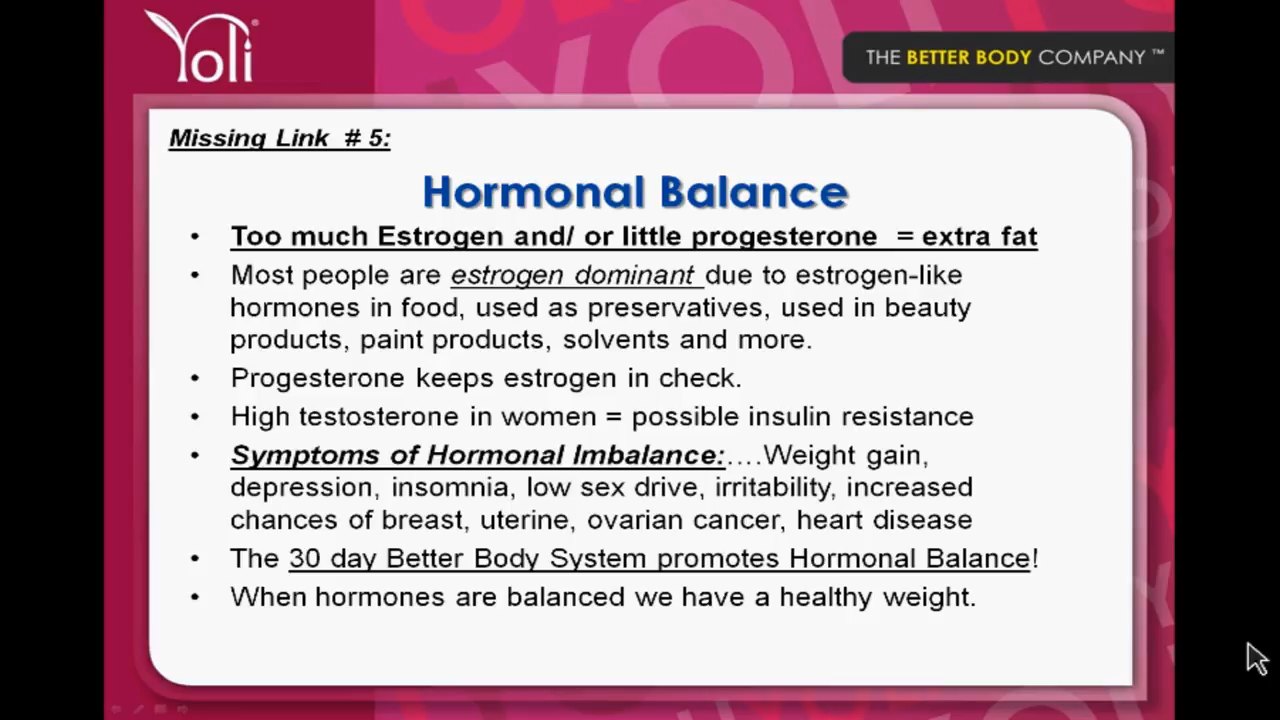 Yoli®
THE BETTER BODY COMPANY ™
Missing Link # 5:
Hormonal Balance
• Too much Estrogen and/ or little progesterone = extra fat
• Most people are estrogen dominant due to estrogen-like
hormones in food, used as preservatives, used in beauty
products, paint products, solvents and more.
• Progesterone keeps estrogen in check.
• High testosterone in women = possible insulin resistance
• Symptoms of Hormonal Imbalance:....Weight gain,
depression, insomnia, low sex drive, irritability, increased
chances of breast, uterine, ovarian cancer, heart disease
• The 30 day Better Body System promotes Hormonal Balance!
• When hormones are balanced we have a healthy weight.